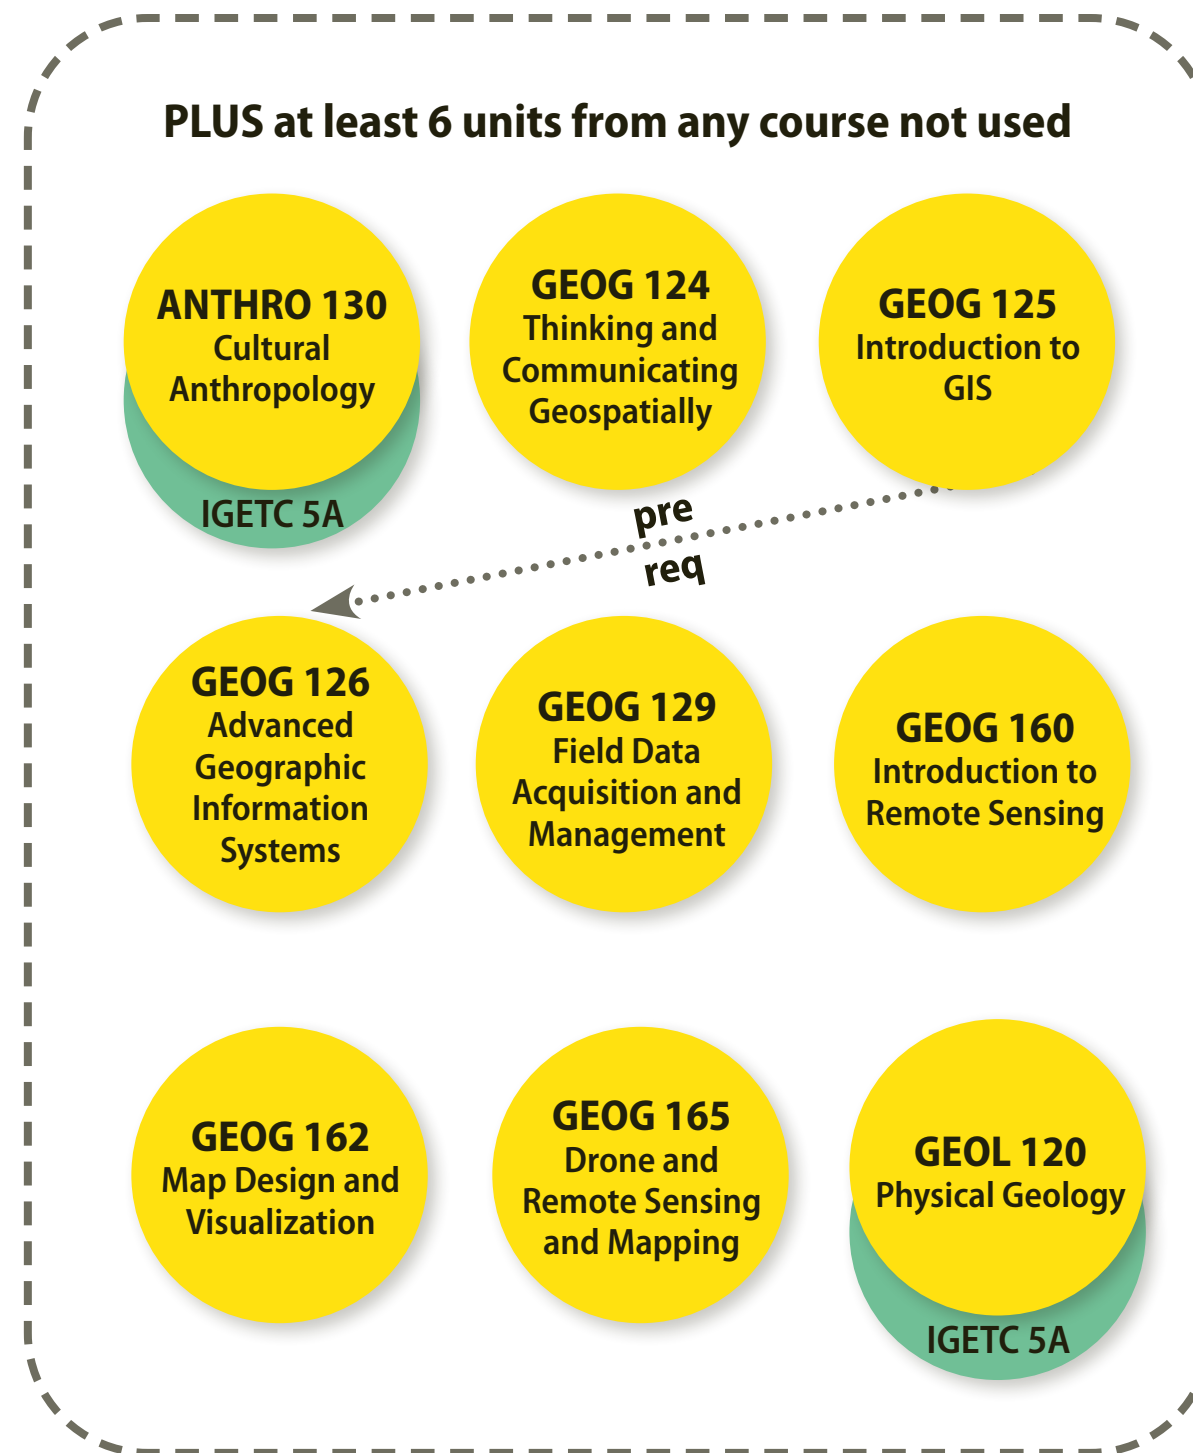 PLUS at least 6 units from any course not used
ANTHRO 130
Cultural
Anthropology
IGETC 5A
GEOG 124
Thinking and
Communicating
Geospatially
GEOG 125
Introduction to
GIS
pre
req
GEOG 126
Advanced
Geographic
Information
Systems
GEOG 129
Field Data
Acquisition and
Management
GEOG 160
Introduction to
Remote Sensing
GEOG 162
Map Design and
Visualization
GEOG 165
Drone and
Remote Sensing
and Mapping
GEOL 120
Physical Geology
IGETC 5A